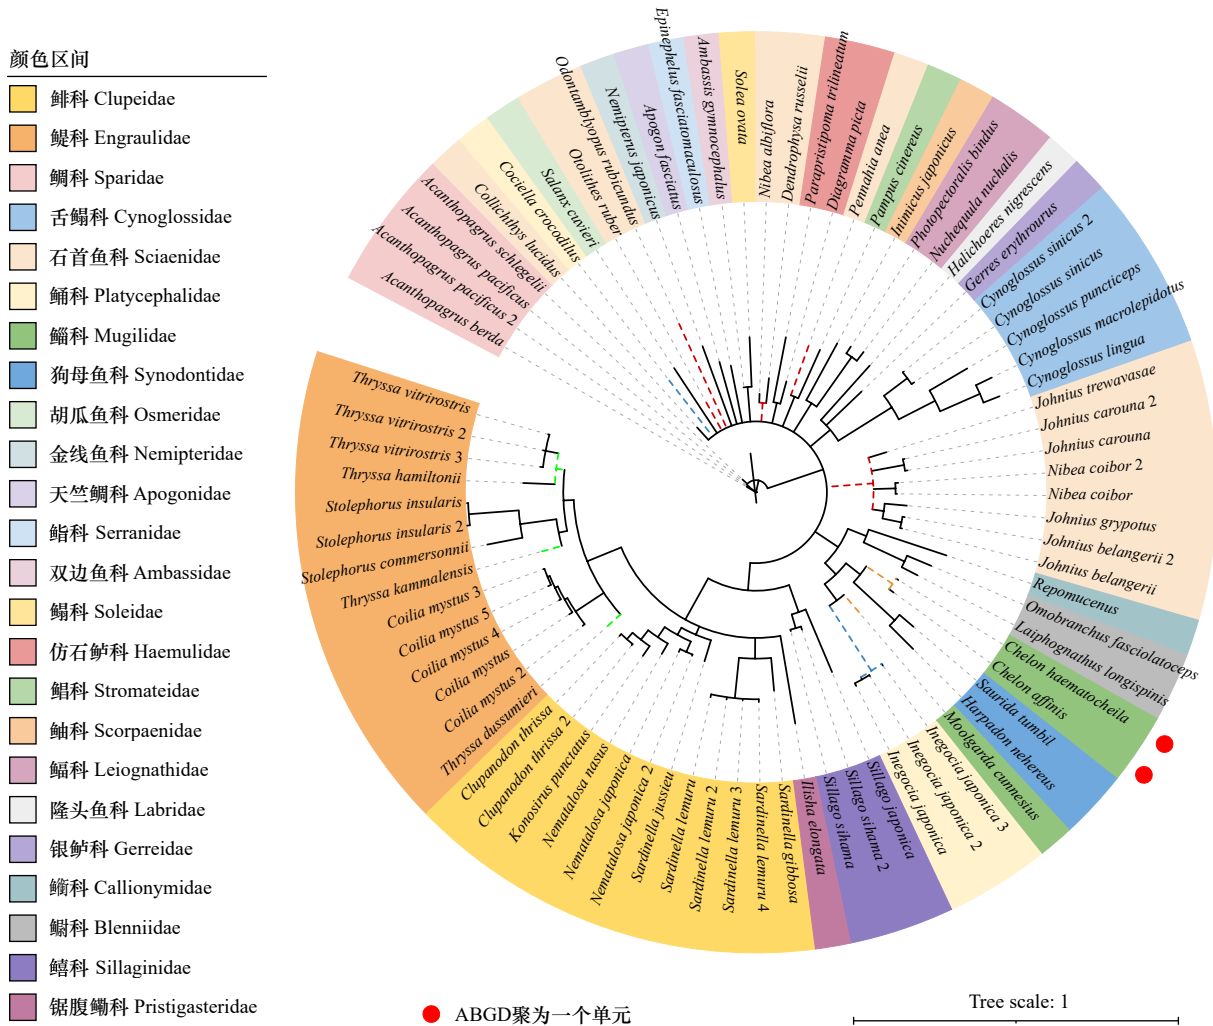 颜色区间
鲱科 Clupeidae
鳀科 Engraulidae
鲷科 Sparidae
舌鳎科 Cynoglossidae
石首鱼科 Sciaenidae
鲬科 Platycephalidae
鲻科 Mugilidae
狗母鱼科 Synodontidae
胡瓜鱼科 Osmeridae
金线鱼科 Nemipteridae
天竺鲷科 Apogonidae
鮨科 Serranidae
双边鱼科 Ambassidae
鳎科 Soleidae
仿石鲈科 Haemulidae
鲳科 Stromateidae
鲉科 Scorpaenidae
鲾科 Leiognathidae
隆头鱼科 Labridae
银鲈科 Gerreidae
鱼衔科 Callionymidae
鳚科 Blenniidae
鱚科 Sillaginidae
锯腹鳓科 Pristigasteridae
Acanthopagrus berda
Acanthopagrus pacificus 2
Acanthopagrus pacificus
Acanthopagrus schlegelii
Collichthys lucidus
Cociella crocodilus
Salanx cuvieri
Otolithes ruber
Odontamblyopus rubicundus
Nemipterus japonicus
Apogon fasciatus
Epinephelus fasciatomaculosus
Ambassis gymnocephalus
Solea ovata
Nibea albiflora
Dendrophysa russelii
Parapristipoma trilineatum
Diagramma picta
Pennahia anea
Pampus cinereus
Inimicus japonicus
Photopectoralis bindus
Nuchequula nuchalis
Halichoeres nigrescens
Gerres erythrourus
Cynoglossus sinicus 2
Cynoglossus sinicus
Cynoglossus puncticeps
Cynoglossus macrolepidotus
Cynoglossus lingua
Johnius trewavasae
Johnius carouna 2
Johnius carouna
Nibea coibor 2
Nibea coibor
Johnius grypotus
Johnius belangerii 2
Johnius belangerii
Repomucenus
Omobranchus fasciolatoceps
Laiphognathus longispinis
Chelon haematocheila
Chelon affinis
Saurida tumbil
Harpadon nehereus
Moolgarda cunnesius
Inegocia japonica 3
Inegocia japonica 2
Inegocia japonica
Sillago japonica
Sillago sihama 2
Sillago sihama
Ilisha elongata
Sardinella gibbosa
Sardinella lemuru 4
Sardinella lemuru 3
Sardinella lemuru 2
Sardinella lemuru
Sardinella jussieu
Nematalosa japonica 2
Nematalosa japonica
Nematalosa nasus
Konosirus punctatus
Clupanodon thrissa 2
Clupanodon thrissa
Thryssa dussumieri
Coilia mystus 2
Coilia mystus
Coilia mystus 4
Coilia mystus 5
Coilia mystus 3
Thryssa kammalensis
Stolephorus commersonnii
Stolephorus insularis 2
Stolephorus insularis
Thryssa hamiltonii
Thryssa vitrirostris 3
Thryssa vitrirostris 2
Thryssa vitrirostris
ABGD聚为一个单元
Tree scale: 1